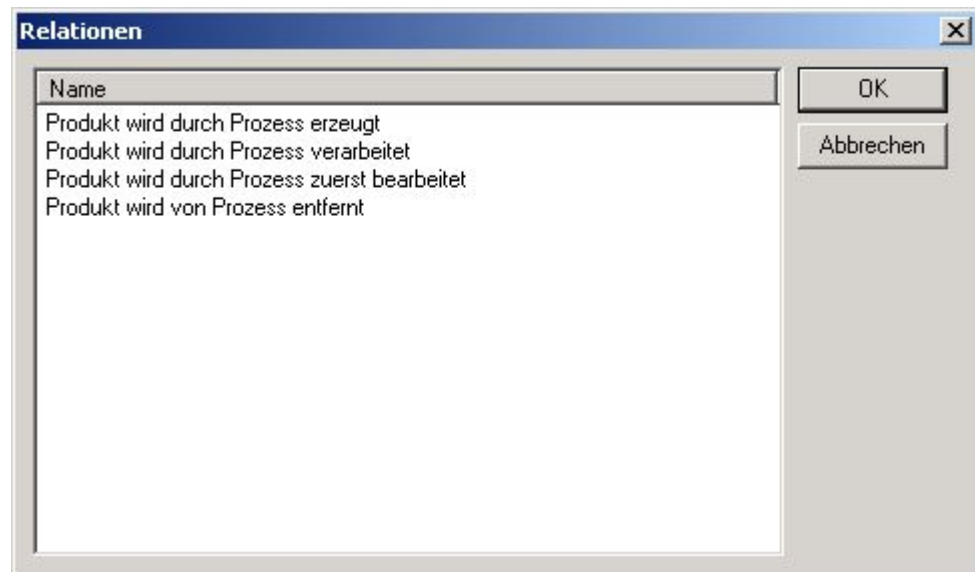 Relationen
Name
OK
Produkt wird durch Prozess erzeugt
Produkt wird durch Prozess verarbeitet
Abbrechen
Produkt wird durch Prozess zuerst bearbeitet
Produkt wird von Prozess entfernt